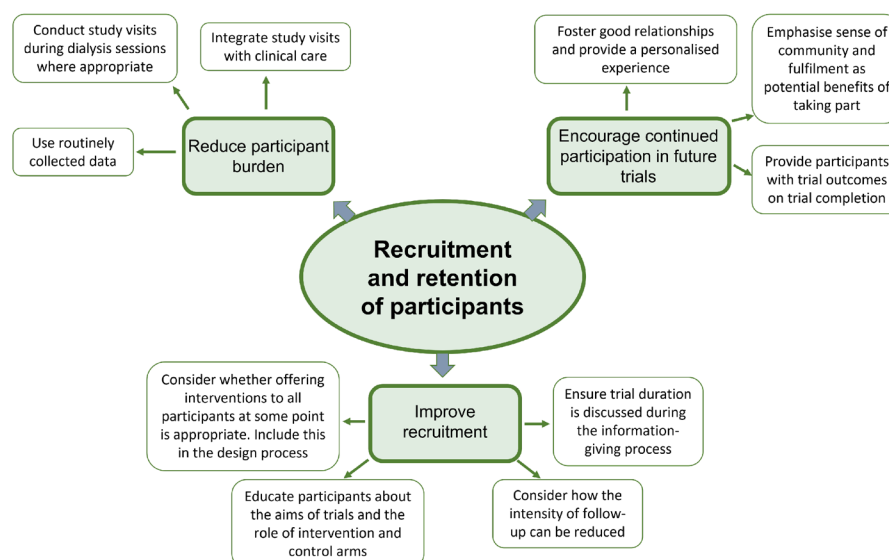 Conduct study visits
during dialysis sessions
where appropriate
Integrate study visits
with clinical care
Use routinely
collected data
Reduce participant
burden
Foster good relationships
and provide a personalised
experience
Emphasise sense of
community and
fulfilment as
potential benefits of
taking part
Encourage continued
participation in future
trials
Provide participants
with trial outcomes
on trial completion
Recruitment
and retention
of participants
Consider whether offering
interventions to all
participants at some point
is appropriate. Include this
in the design process
Improve
recruitment
Ensure trial duration
is discussed during
the information-
giving process
Educate participants about
the aims of trials and the
role of intervention and
control arms
Consider how the
intensity of follow-
up can be reduced